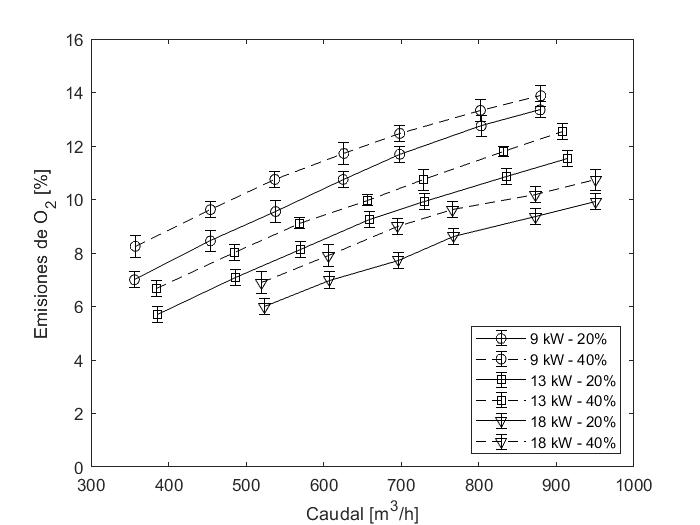 16
14
12
10
8
6
4
2
0
Emisiones de O2 [%]
300 400 500 600 700 800 900 1000
Caudal [m3/h]
9 kW - 20%
9 kW - 40%
13 kW - 20%
13 kW - 40%
18 kW - 20%
18 kW - 40%